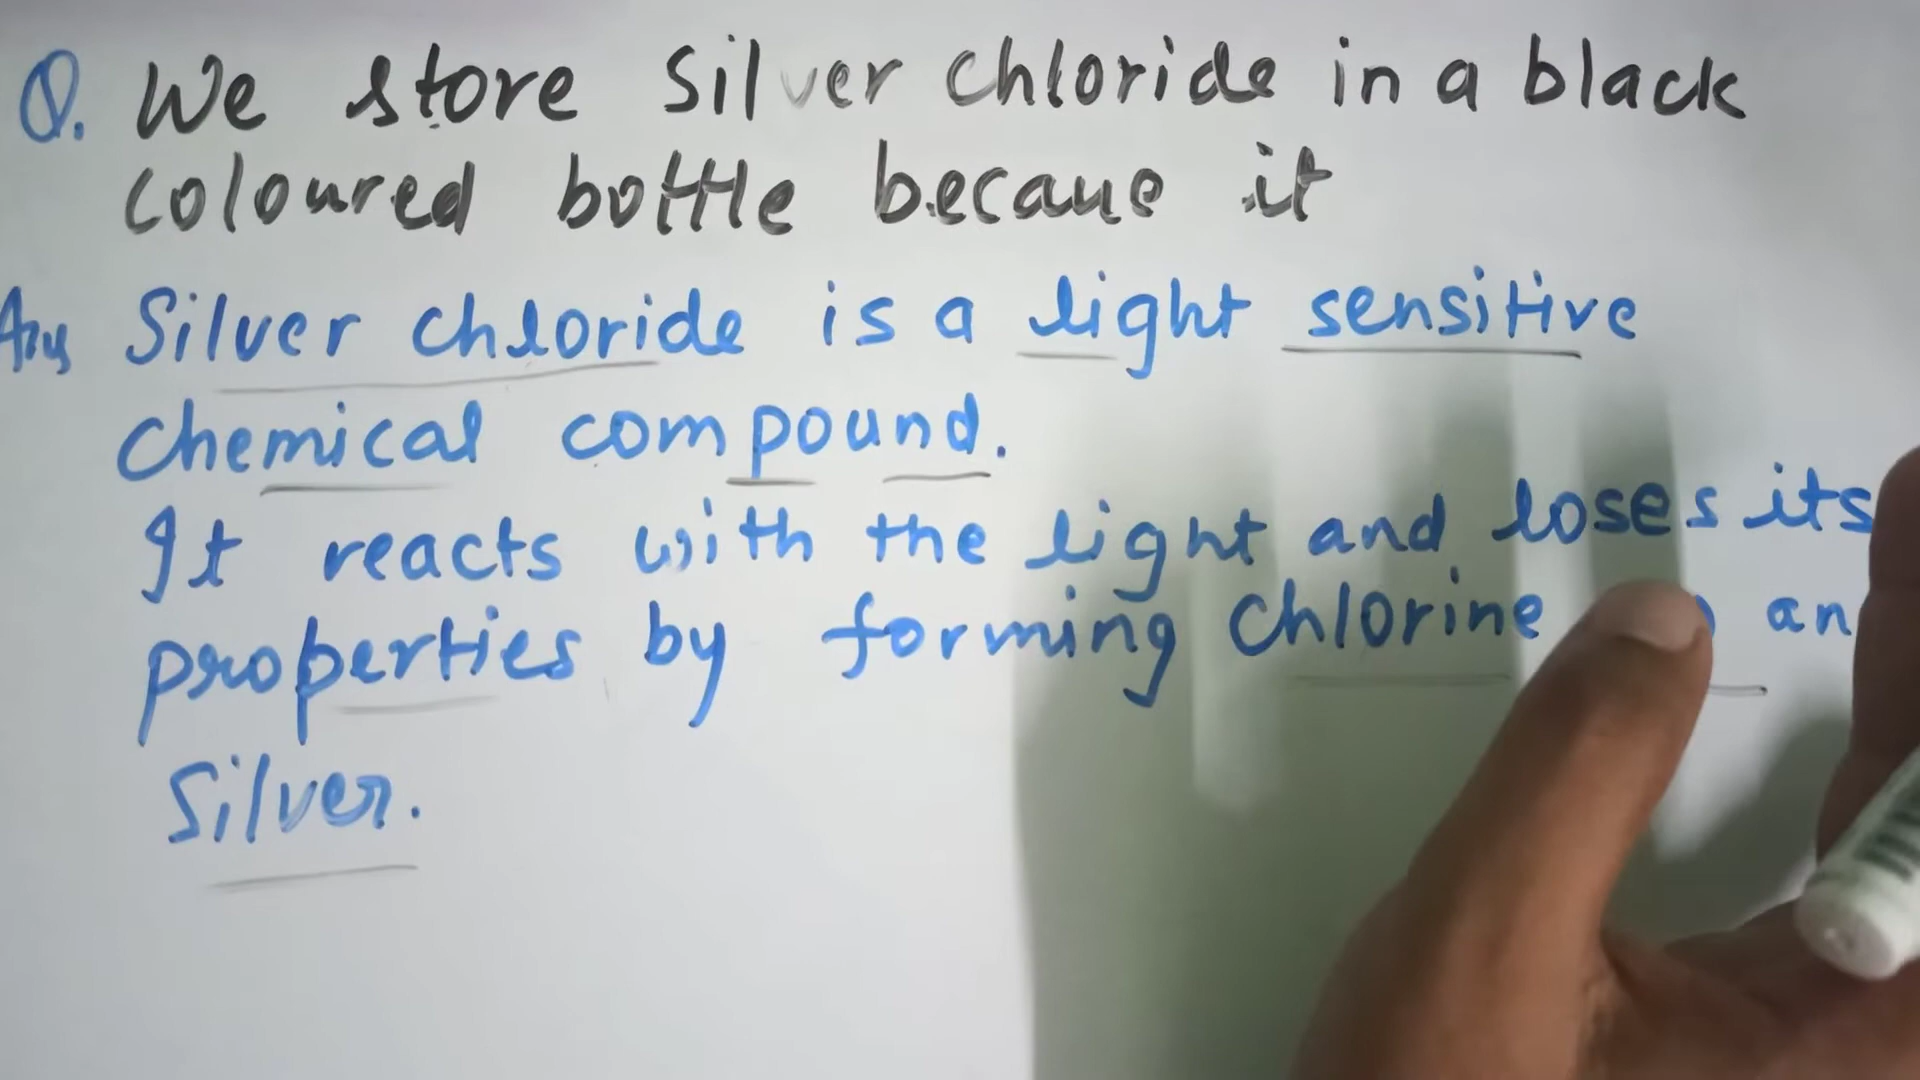 Q. We store Silver chloride in a black
coloured bottle becaue it
Ans Silver chloride is a light sensitive
chemical compound.
It reacts with the light and loses its
properties by forming chlorine an
Silver.